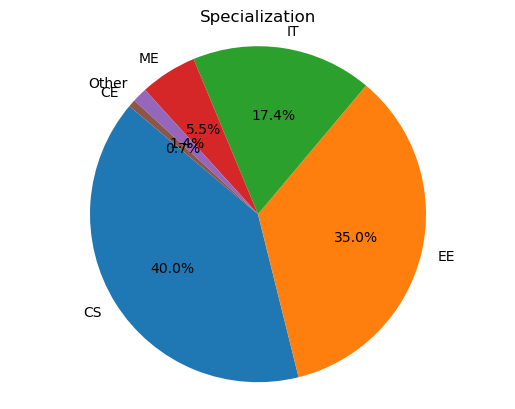 Specialization
IT
ME
Other
CE
17.4%
5.5%
1.4%
0.7%
35.0%
EE
40.0%
CS